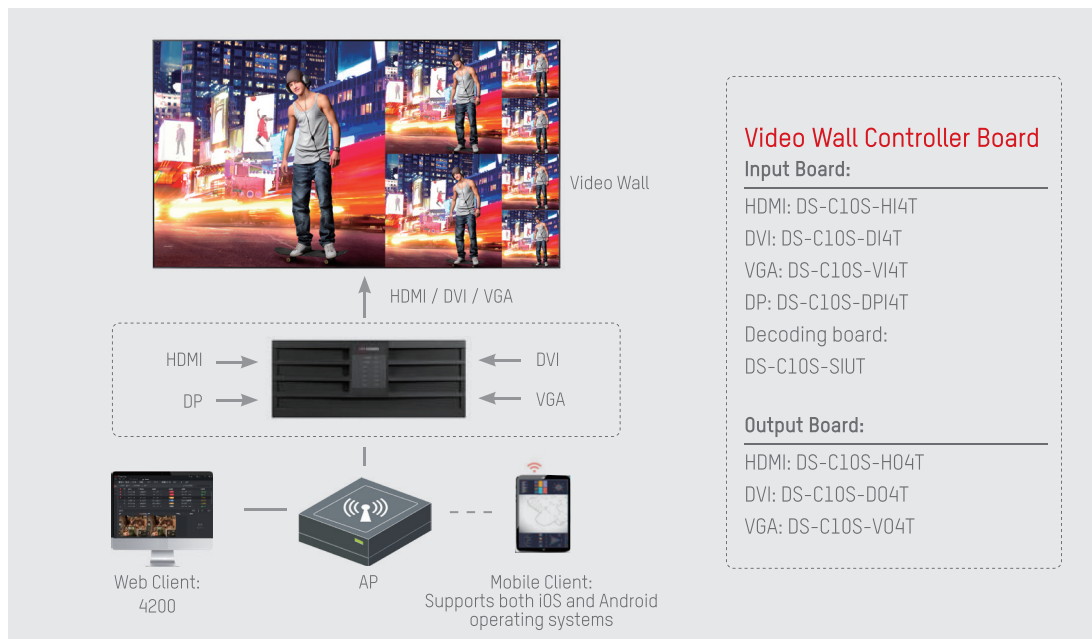 Video Wall
HDMI / DVI / VGA
HDMI
DVI
DP
VGA
Web Client:
4200
AP
Mobile Client:
Supports both iOS and Android
operating systems
Video Wall Controller Board
Input Board:
HDMI: DS-C10S-HI4T
DVI: DS-C10S-DI4T
VGA: DS-C10S-VI4T
DP: DS-C10S-DPI4T
Decoding board:
DS-C10S-SIUT
Output Board:
HDMI: DS-C10S-HO4T
DVI: DS-C10S-DO4T
VGA: DS-C10S-VO4T